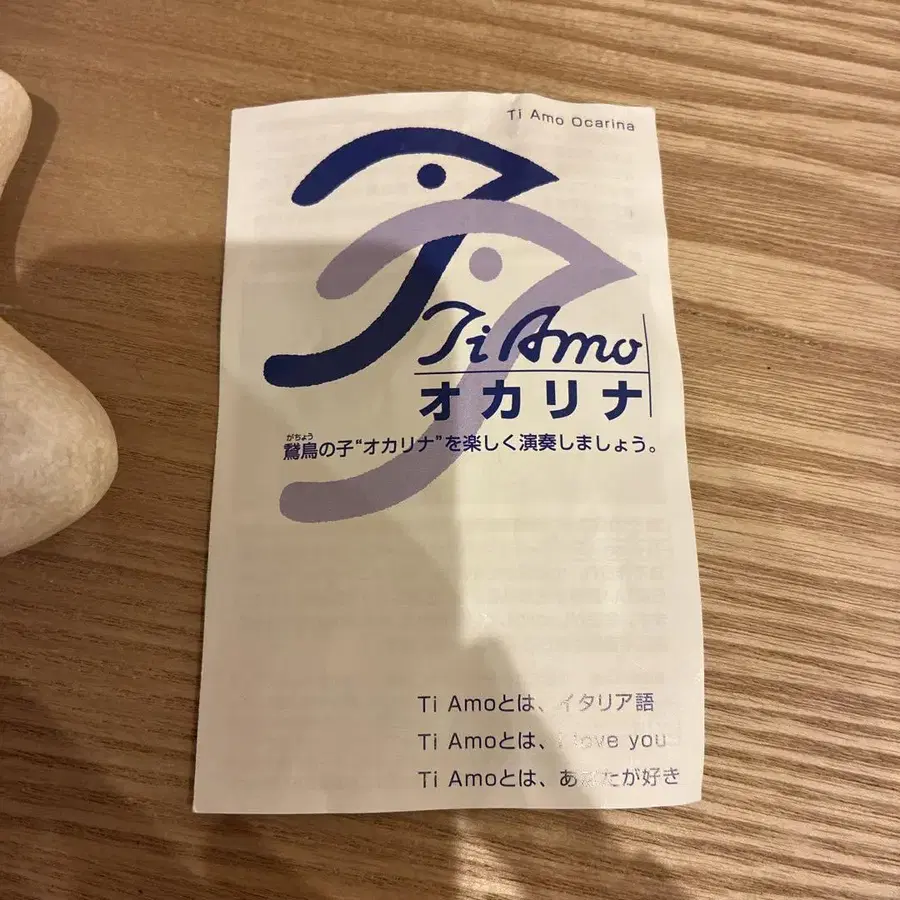 Ti Amo Ocarina
Ti Amo
オカリナ
がちょう
鵞鳥の子“オカリナ”を楽しく演奏しましょう。
Ti Amoとは、イタリア語
Ti Amoとは、I love you
Ti Amoとは、あなたが好き